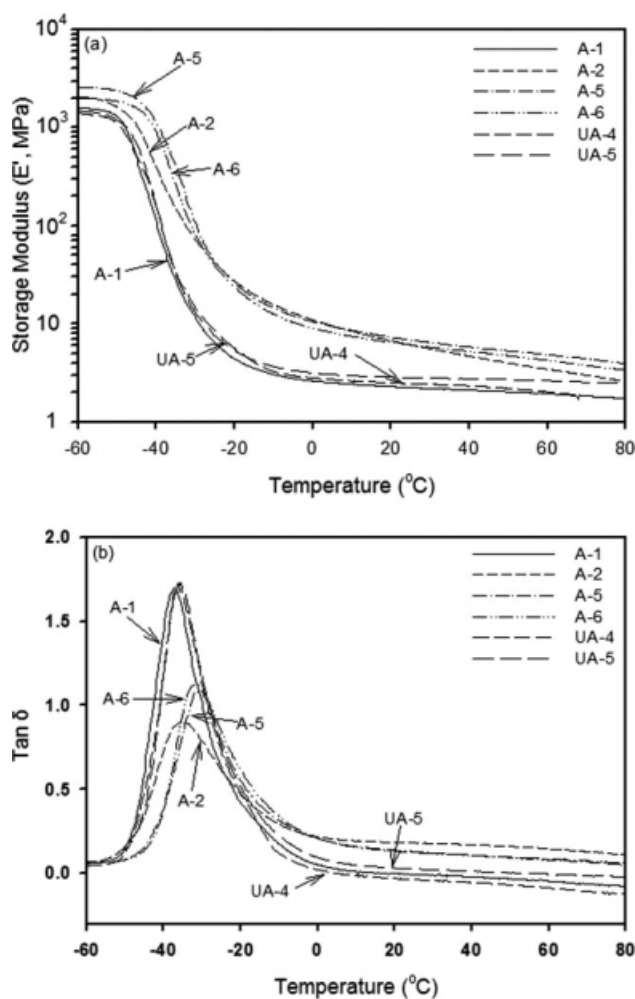 (a)
Storage Modulus (E', MPa)
10⁴
10³
10²
10
1
A-5
A-2
A-6
A-1
UA-5
UA-4
A-1
A-2
A-5
A-6
UA-4
UA-5
-60 -40 -20 0 20 40 60 80
Temperature (⁰C)
(b)
Tan δ
2.0
1.5
1.0
0.5
0.0
A-1
A-6
A-5
A-2
UA-5
UA-4
A-1
A-2
A-5
A-6
UA-4
UA-5
-60 -40 -20 0 20 40 60 80
Temperature (⁰C)